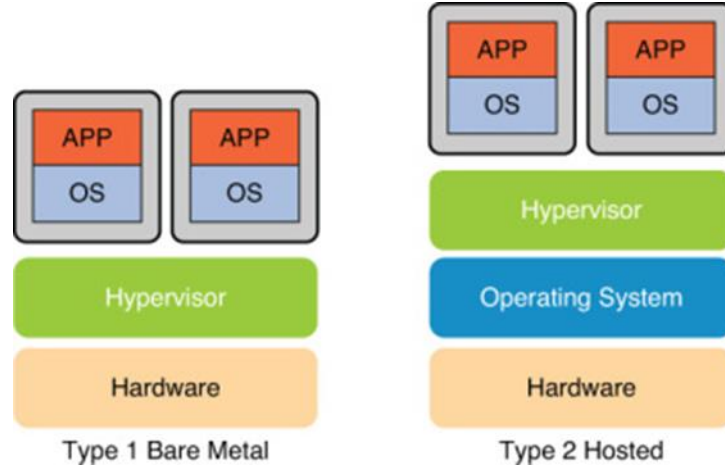 APP
OS
APP
OS
Hypervisor
Hardware
Type 1 Bare Metal
APP
OS
APP
OS
Hypervisor
Operating System
Hardware
Type 2 Hosted